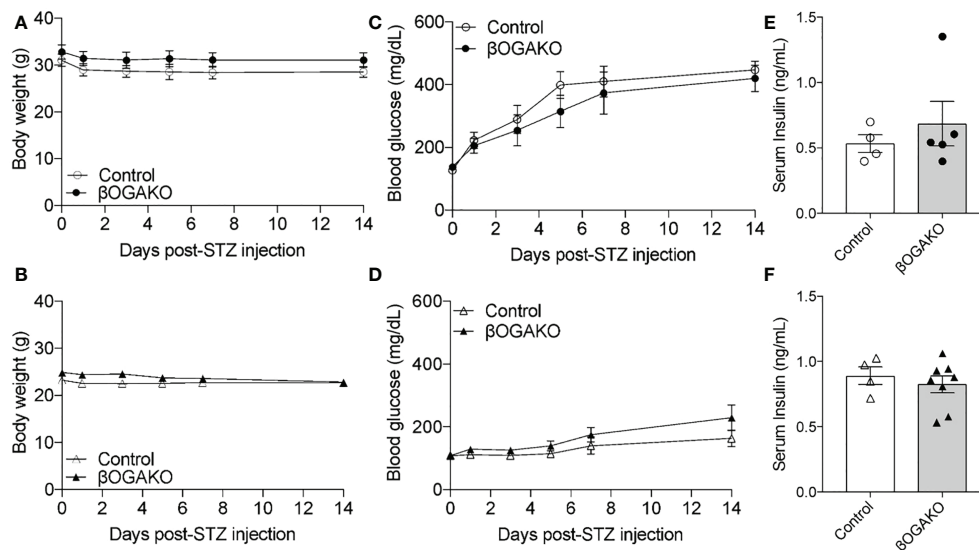 A
Body weight (g)
40
30
20
10
0
Control
βOGAKO
0 2 4 6 8 10 12 14
Days post-STZ injection
C
Blood glucose (mg/dL)
600
400
200
0
Control
βOGAKO
0 2 4 6 8 10 12 14
Days post-STZ injection
E
Serum Insulin (ng/mL)
1.5
1.0
0.5
0.0
Control
βOGAKO
B
Body weight (g)
40
30
20
10
0
Control
βOGAKO
0 2 4 6 8 10 12 14
Days post-STZ injection
D
Blood glucose (mg/dL)
600
400
200
0
Control
βOGAKO
0 2 4 6 8 10 12 14
Days post-STZ injection
F
Serum Insulin (ng/mL)
1.5
1.0
0.5
0.0
Control
βOGAKO